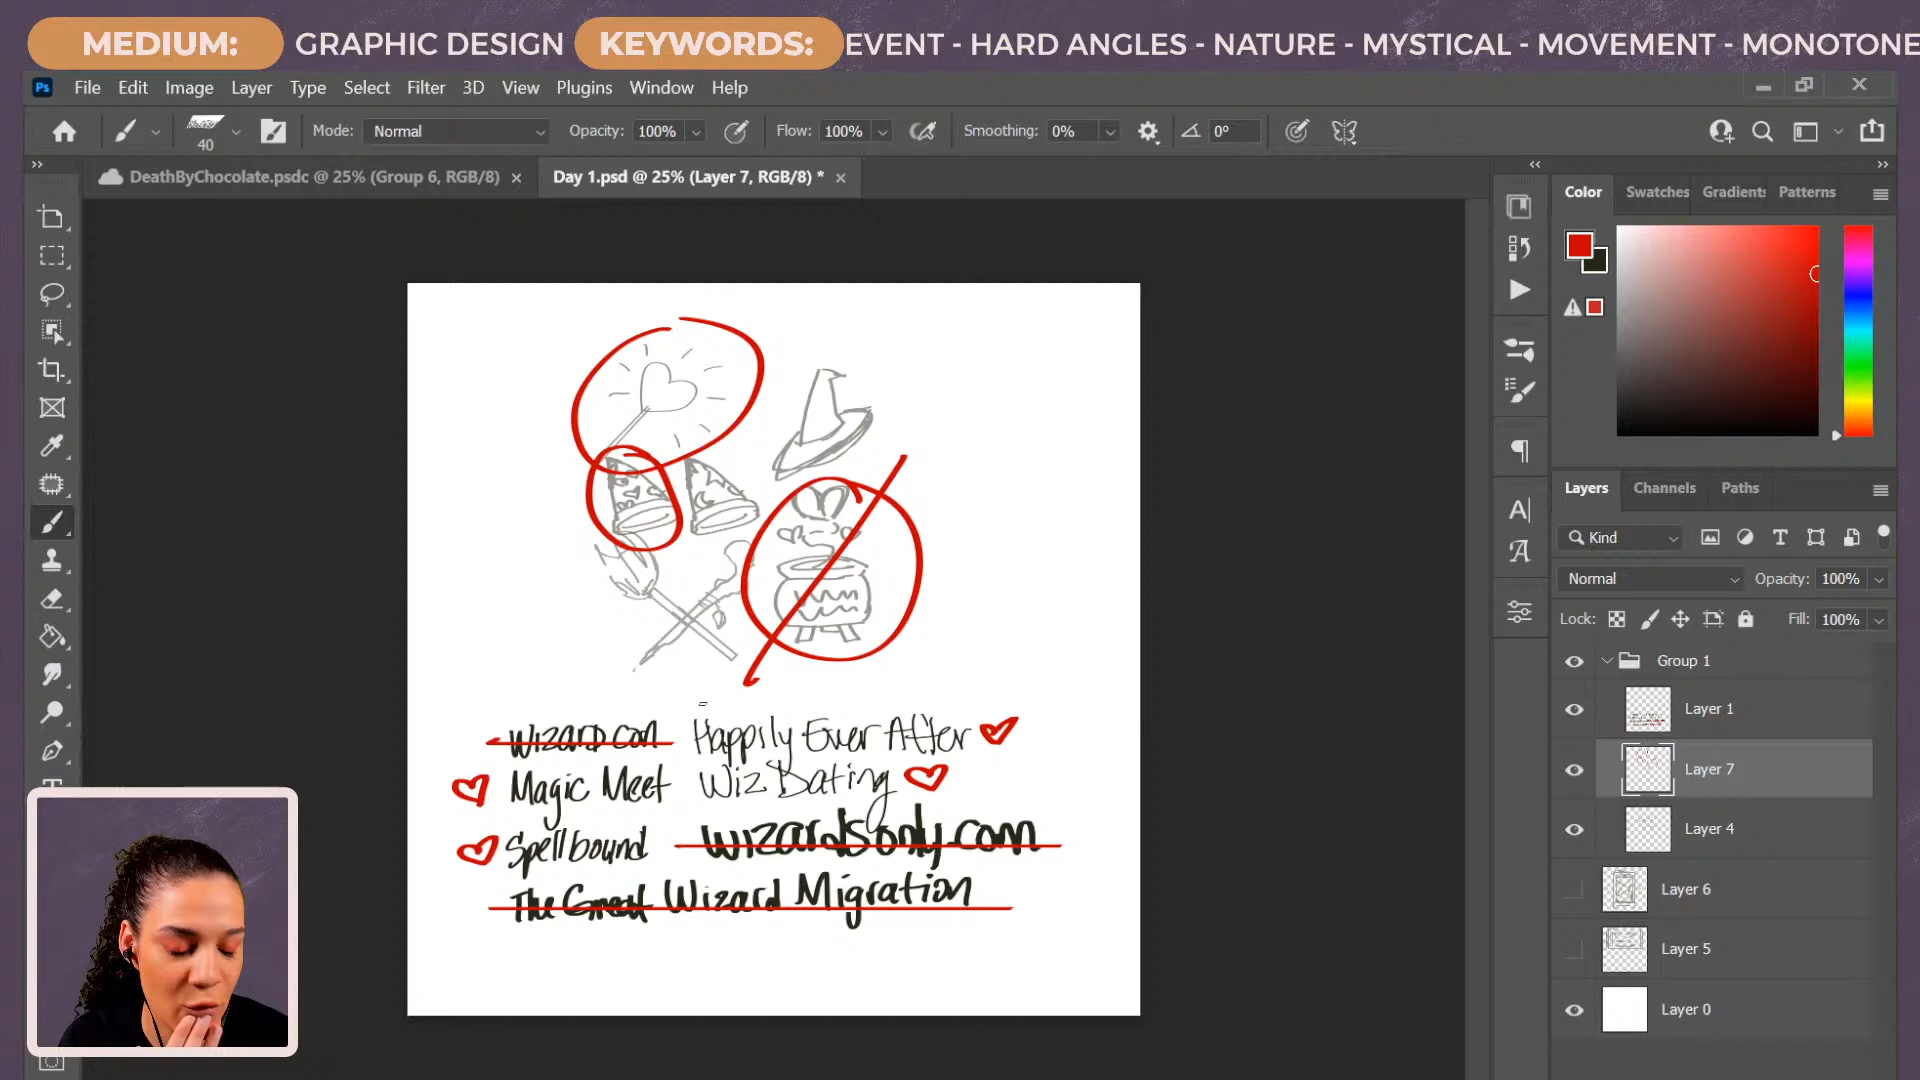 MEDIUM: GRAPHIC DESIGN KEYWORDS: EVENT - HARD ANGLES - NATURE - MYSTICAL - MOVEMENT - MONOTONE
Ps File Edit Image Layer Type Select Filter 3D View Plugins Window Help
40 Mode: Normal Opacity: 100% Flow: 100% Smoothing: 0% 0°
DeathByChocolate.psdc @ 25% (Group 6, RGB/8) × Day 1.psd @ 25% (Layer 7, RGB/8) * ×
Color Swatches Gradients Patterns
Wizard con Happily Ever After
Magic Meet Wiz Dating
Spellbound wizardsonly.com
The Great Wizard Migration
Layers Channels Paths
Kind
Normal Opacity: 100%
Lock: Fill: 100%
Group 1
Layer 1
Layer 7
Layer 4
Layer 6
Layer 5
Layer 0